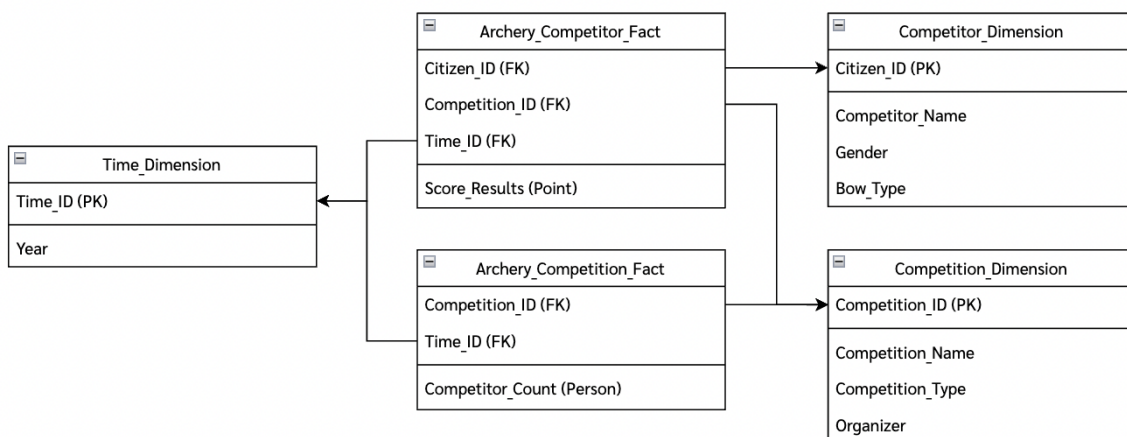 Time_Dimension
Time_ID (PK)
Year
Archery_Competitor_Fact
Citizen_ID (FK)
Competition_ID (FK)
Time_ID (FK)
Score_Results (Point)
Archery_Competition_Fact
Competition_ID (FK)
Time_ID (FK)
Competitor_Count (Person)
Competitor_Dimension
Citizen_ID (PK)
Competitor_Name
Gender
Bow_Type
Competition_Dimension
Competition_ID (PK)
Competition_Name
Competition_Type
Organizer